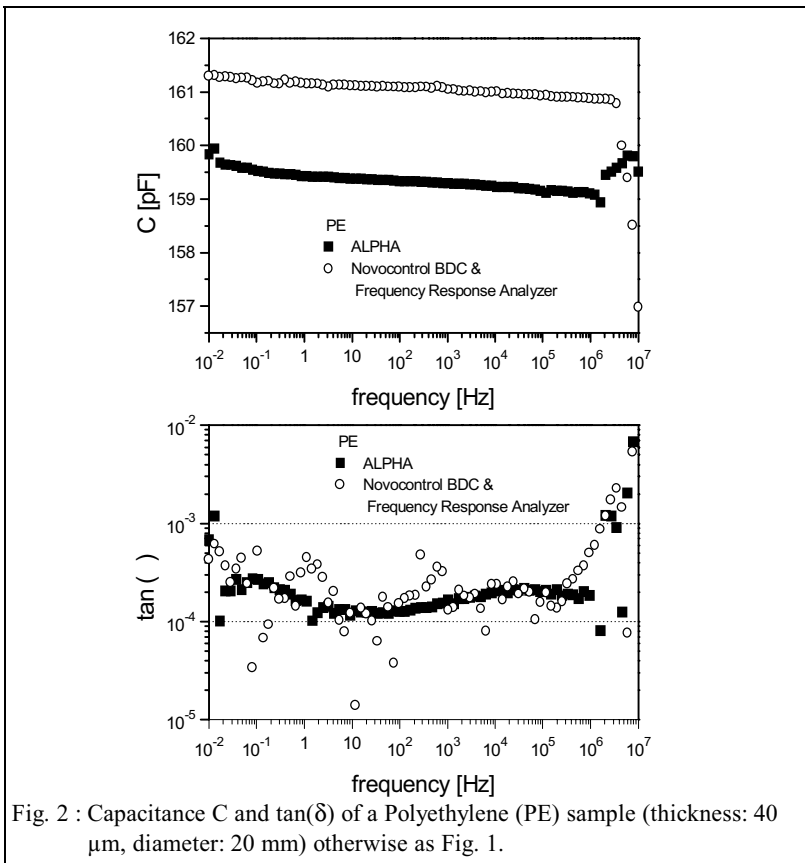 162
161
160
159
158
157
C [pF]
PE
ALPHA
Novocontrol BDC &
Frequency Response Analyzer
10-2 10-1 1 10 102 103 104 105 106 107
frequency [Hz]
10-2
10-3
10-4
10-5
tan ( )
PE
ALPHA
Novocontrol BDC &
Frequency Response Analyzer
10-2 10-1 1 10 102 103 104 105 106 107
frequency [Hz]
Fig. 2 : Capacitance C and tan(δ) of a Polyethylene (PE) sample (thickness: 40
µm, diameter: 20 mm) otherwise as Fig. 1.